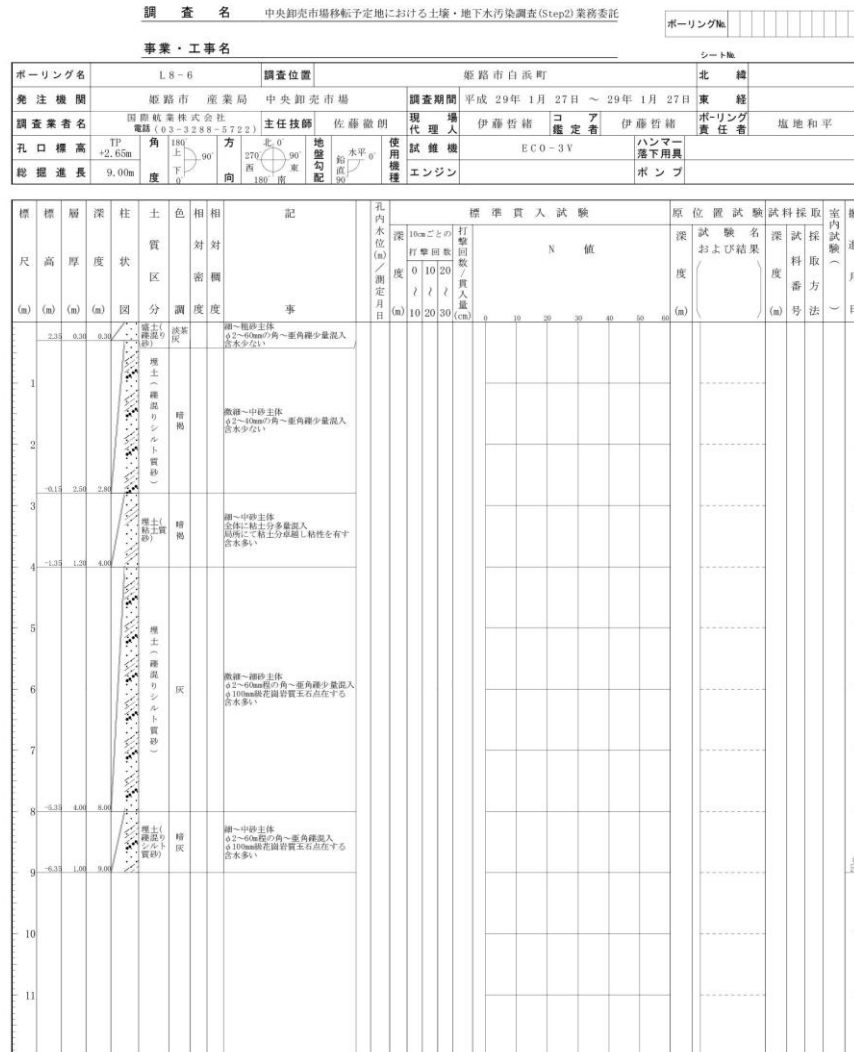 調査名 中央卸売市場移転予定地における土壌・地下水汚染調査(Step2)業務委託
ボーリング№
事業・工事名
シート№
ボーリング名 L8-6 調査位置 姫路市白浜町 北緯
発注機関 姫路市 産業局 中央卸売市場 調査期間 平成 29年 1月 27日 ～ 29年 1月 27日 東経
調査業者名 国際航業株式会社 電話(03-3288-5722) 主任技師 佐藤徹朗 現場代理人 伊藤哲緒 コア鑑定者 伊藤哲緒 ボーリング責任者 塩地和平
孔口標高 TP +2.65m 角度 180° 上 下 0° 90° 方向 北 0° 270° 西 90° 東 180° 南 地盤勾配 水平 0° 鉛直 90° 使用機種 試錐機 ECO-3V ハンマー落下用具
総掘進長 9.00m エンジン ポンプ
標尺(m) 標高(m) 層厚(m) 深度(m) 柱状図 土質区分 色調 相対密度 相対稠度 記事 孔内水位(m)/測定月日 標準貫入試験 原位置試験 試料採取 室内試験()
深度(m) 10cmごとの打撃回数 打撃回数/貫入量(cm) N値 深度(m) 試験名および結果 深度(m) 試料番号 採取方法
0 10 20
～ ～ ～
10 20 30
0 10 20 30 40 50 60
2.35 0.30 0.30 盛土(礫混り砂) 淡茶灰 細～粗砂主体
φ2～60mmの角～亜角礫少量混入
含水少ない
1
埋土(礫混りシルト質砂) 暗褐 微細～中砂主体
φ2～40mmの角～亜角礫少量混入
含水少ない
2
-0.15 2.50 2.80
3
埋土(粘土質砂) 暗褐 細～中砂主体
全体に粘土分多量混入
局所にて粘土分卓越し粘性を有す
含水多い
4 -1.35 1.20 4.00
5
埋土(礫混りシルト質砂) 灰 微細～細砂主体
φ2～60mm程の角～亜角礫少量混入
φ100mm級花崗岩質玉石点在する
含水多い
6
7
8 -5.35 4.00 8.00
埋土(礫混りシルト質砂) 暗灰 細～中砂主体
φ2～60m程の角～亜角礫混入
φ100mm級花崗岩質玉石点在する
含水多い
9 -6.35 1.00 9.00
10
11